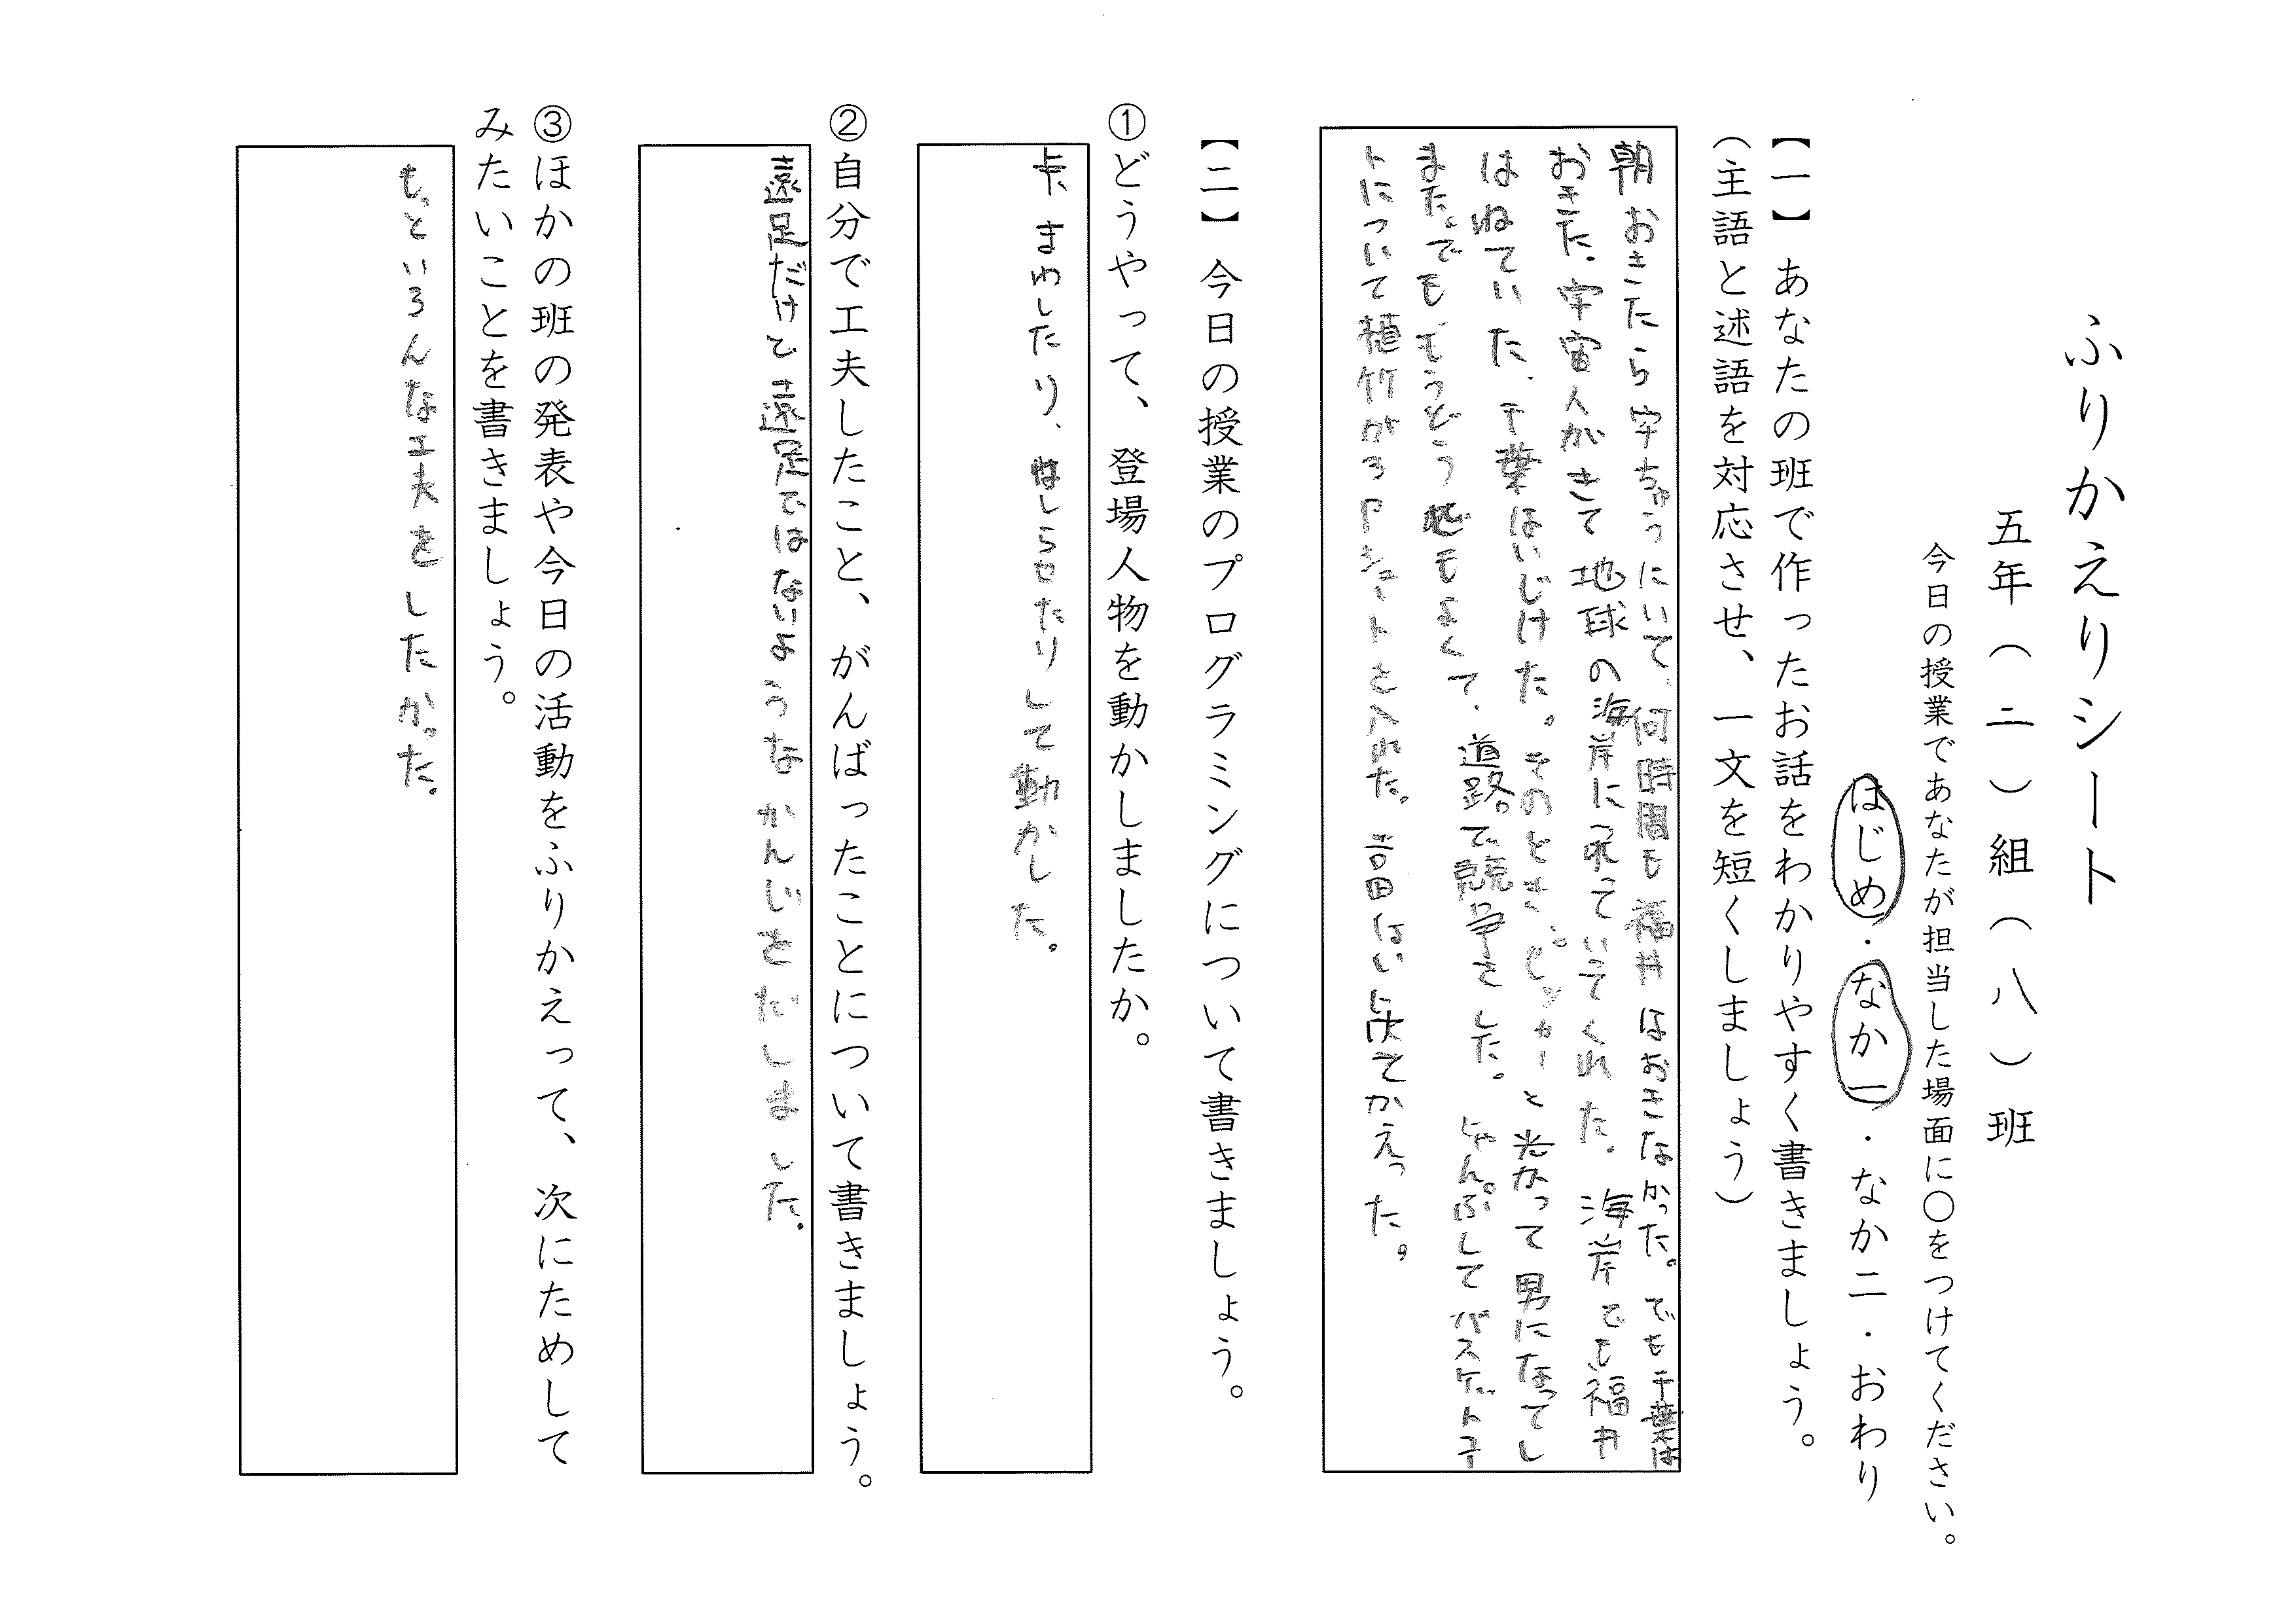 ふりかえりシート
五年（二）組（八）班
今日の授業であなたが担当した場面に〇をつけてください。
はじめ・なか一・なか二・おわり
【一】あなたの班で作ったお話をわかりやすく書きましょう。
（主語と述語を対応させ、一文を短くしましょう）
朝おきたら宇ちゅうにいて、何時間も福井はおきなかった。でも千葉は
おきた。宇宙人がきて地球の海岸に戻れていってくれた。海岸でも福井
はねていた、千葉はいじけた。そのときピッカーと光かって男になってし
また。でももうどうでもよくて、道路で競争をした。じゃんぷしてバスケットコ
トについて植竹が3Pシュートを入れた。吉田はいに
かえった。
【二】今日の授業のプログラミングについて書きましょう。
①どうやって、登場人物を動かしましたか。
まわしたり、はしらせたりして動かした。
②自分で工夫したこと、がんばったことについて書きましょう。
遠足だけど遠足ではないようなかんじをだしました。
③ほかの班の発表や今日の活動をふりかえって、次にためして
みたいことを書きましょう。
もっといろんな工夫をしたかった。